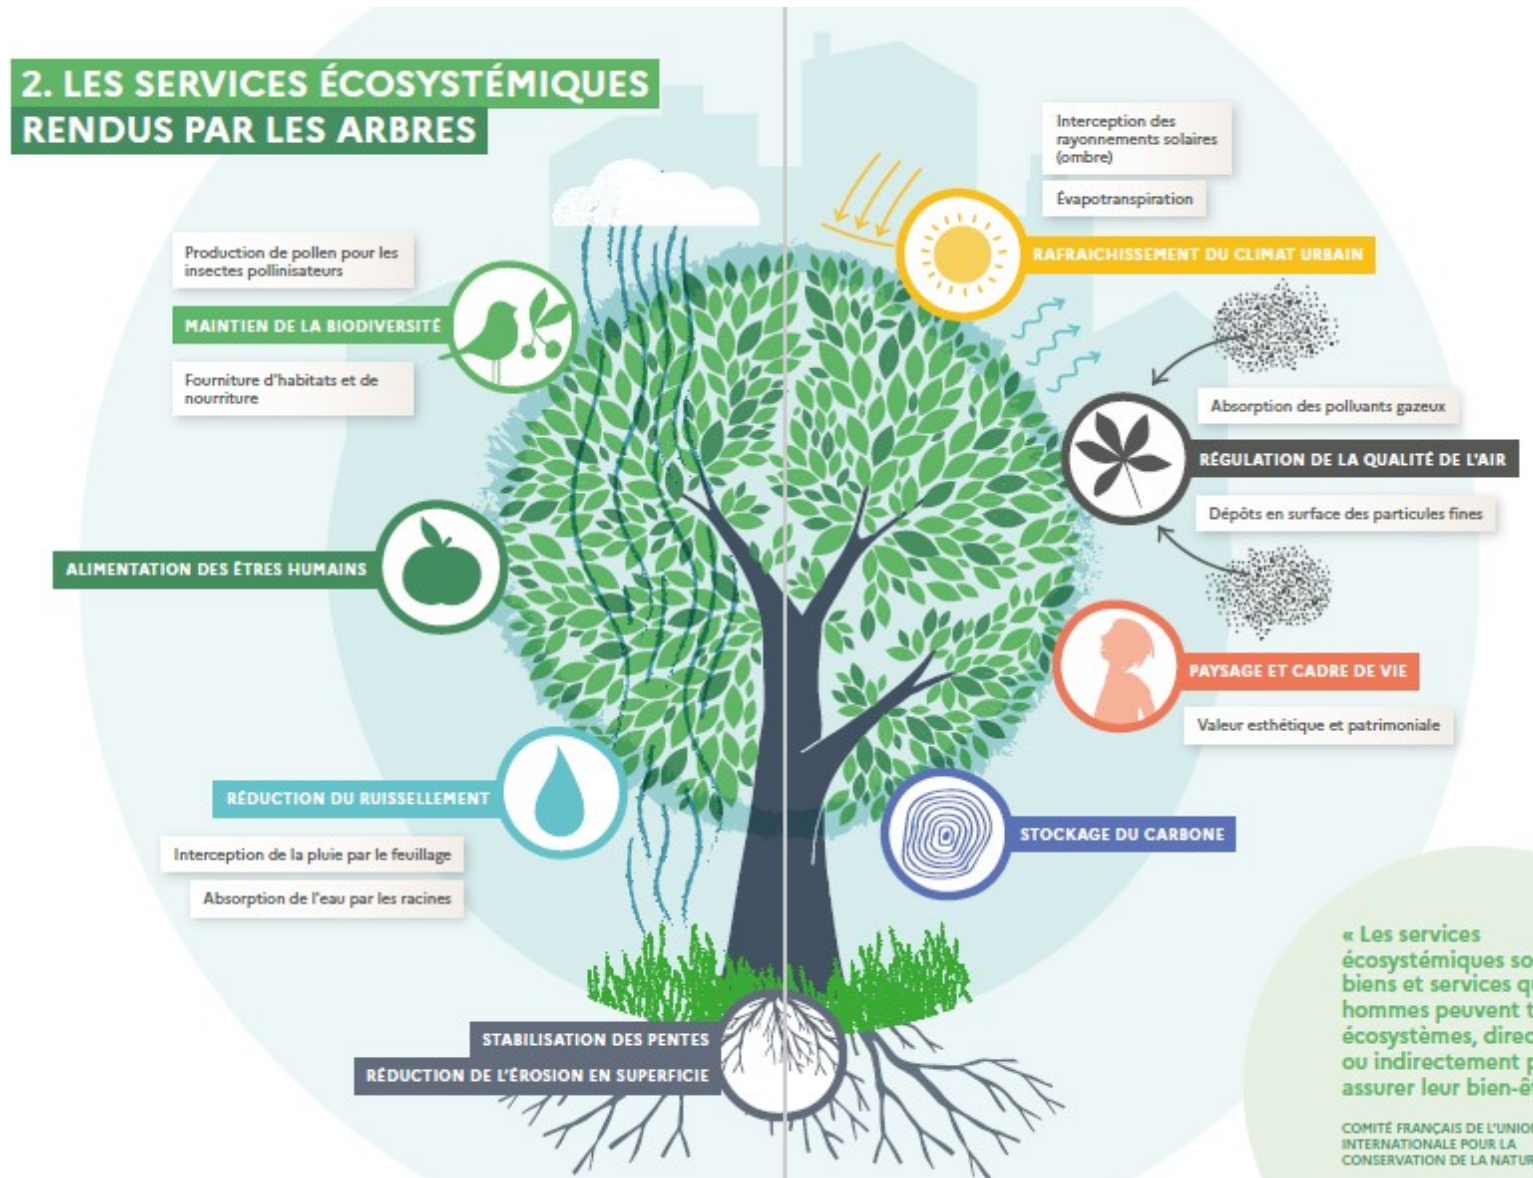 2. LES SERVICES ÉCOSYSTÉMIQUES
RENDUS PAR LES ARBRES
Production de pollen pour les
insectes pollinisateurs
MAINTIEN DE LA BIODIVERSITÉ
Fourniture d'habitats et de
nourriture
ALIMENTATION DES ÊTRES HUMAINS
RÉDUCTION DU RUISSELLEMENT
Interception de la pluie par le feuillage
Absorption de l'eau par les racines
STABILISATION DES PENTES
RÉDUCTION DE L'ÉROSION EN SUPERFICIE
Interception des
rayonnements solaires
(ombre)
Évapotranspiration
RAFRAICHISSEMENT DU CLIMAT URBAIN
Absorption des polluants gazeux
RÉGULATION DE LA QUALITÉ DE L'AIR
Dépôts en surface des particules fines
PAYSAGE ET CADRE DE VIE
Valeur esthétique et patrimoniale
STOCKAGE DU CARBONE
« Les services
écosystémiques
biens et services
hommes peuvent
écosystèmes,
ou indirectement
assurer leur
COMITÉ FRANÇAIS DE L'UNION
INTERNATIONALE POUR LA
CONSERVATION DE LA